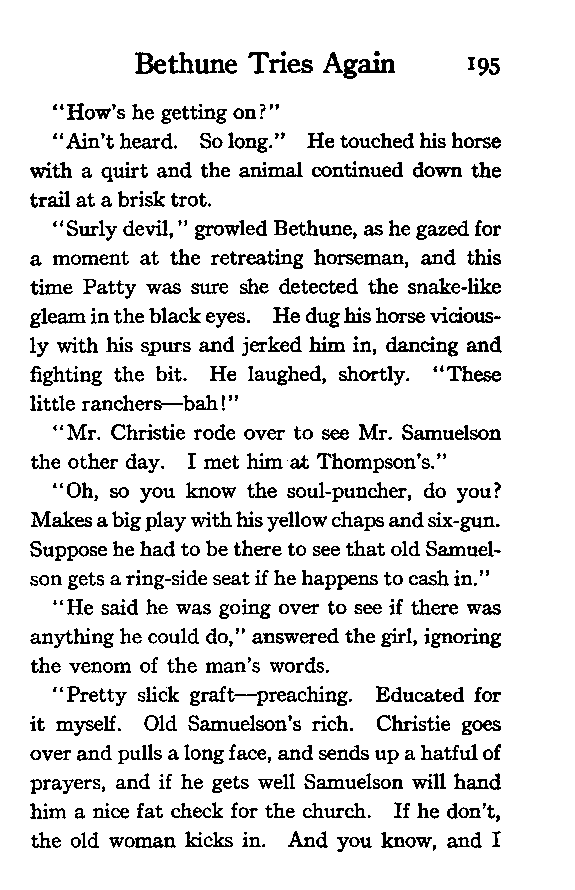 Bethune Tries Again 195
"How's he getting on?"
"Ain't heard. So long." He touched his horse
with a quirt and the animal continued down the
trail at a brisk trot.
"Surly devil," growled Bethune, as he gazed for
a moment at the retreating horseman, and this
time Patty was sure she detected the snake-like
gleam in the black eyes. He dug his horse vicious-
ly with his spurs and jerked him in, dancing and
fighting the bit. He laughed, shortly. "These
little ranchers—bah!"
"Mr. Christie rode over to see Mr. Samuelson
the other day. I met him at Thompson's."
"Oh, so you know the soul-puncher, do you?
Makes a big play with his yellow chaps and six-gun.
Suppose he had to be there to see that old Samuel-
son gets a ring-side seat if he happens to cash in."
"He said he was going over to see if there was
anything he could do," answered the girl, ignoring
the venom of the man's words.
"Pretty slick graft—preaching. Educated for
it myself. Old Samuelson's rich. Christie goes
over and pulls a long face, and sends up a hatful of
prayers, and if he gets well Samuelson will hand
him a nice fat check for the church. If he don't,
the old woman kicks in. And you know, and I